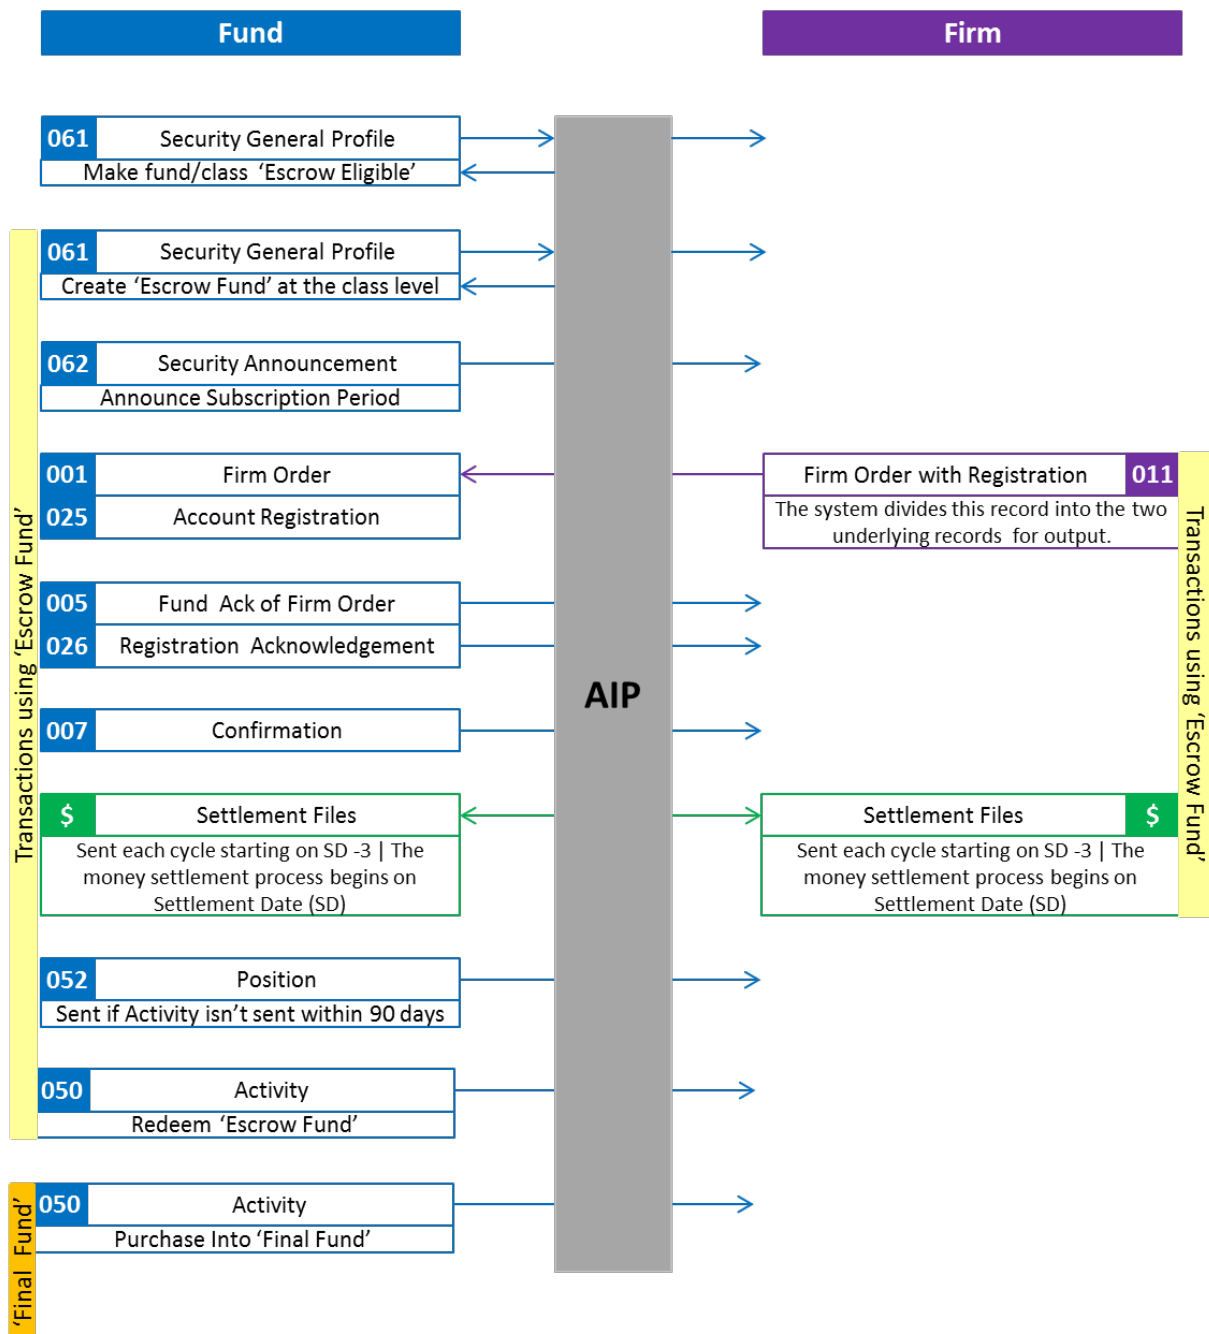 Fund
Firm
061 Security General Profile
Make fund/class ‘Escrow Eligible’
061 Security General Profile
Create ‘Escrow Fund’ at the class level
062 Security Announcement
Announce Subscription Period
001 Firm Order
025 Account Registration
Firm Order with Registration 011
The system divides this record into the two
underlying records for output.
005 Fund Ack of Firm Order
026 Registration Acknowledgement
AIP
007 Confirmation
$ Settlement Files
Sent each cycle starting on SD -3 | The
money settlement process begins on
Settlement Date (SD)
Settlement Files $
Sent each cycle starting on SD -3 | The
money settlement process begins on
Settlement Date (SD)
052 Position
Sent if Activity isn’t sent within 90 days
050 Activity
Redeem ‘Escrow Fund’
050 Activity
Purchase Into ‘Final Fund’
Transactions using ‘Escrow Fund’
Transactions using ‘Escrow Fund’
‘Final Fund’